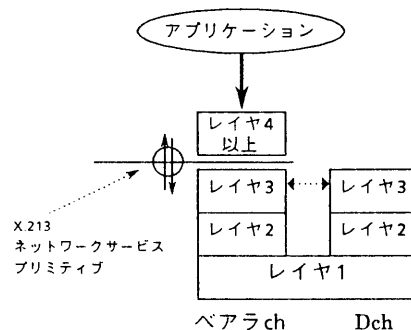 アプリケーション
レイヤ4
以上
レイヤ3
レイヤ3
レイヤ2
レイヤ2
レイヤ1
X.213
ネットワークサービス
プリミティブ
ベアラch
Dch